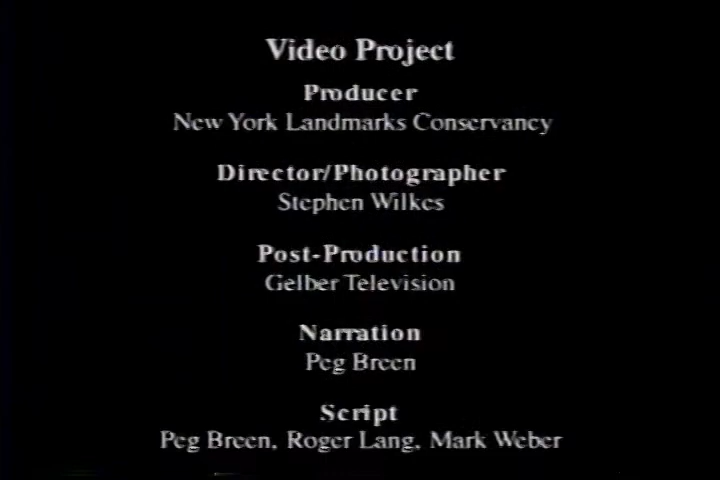 Video Project
Producer
New York Landmarks Conservancy
Director/Photographer
Stephen Wilkes
Post-Production
Gelber Television
Narration
Peg Breen
Script
Peg Breen, Roger Lang, Mark Weber